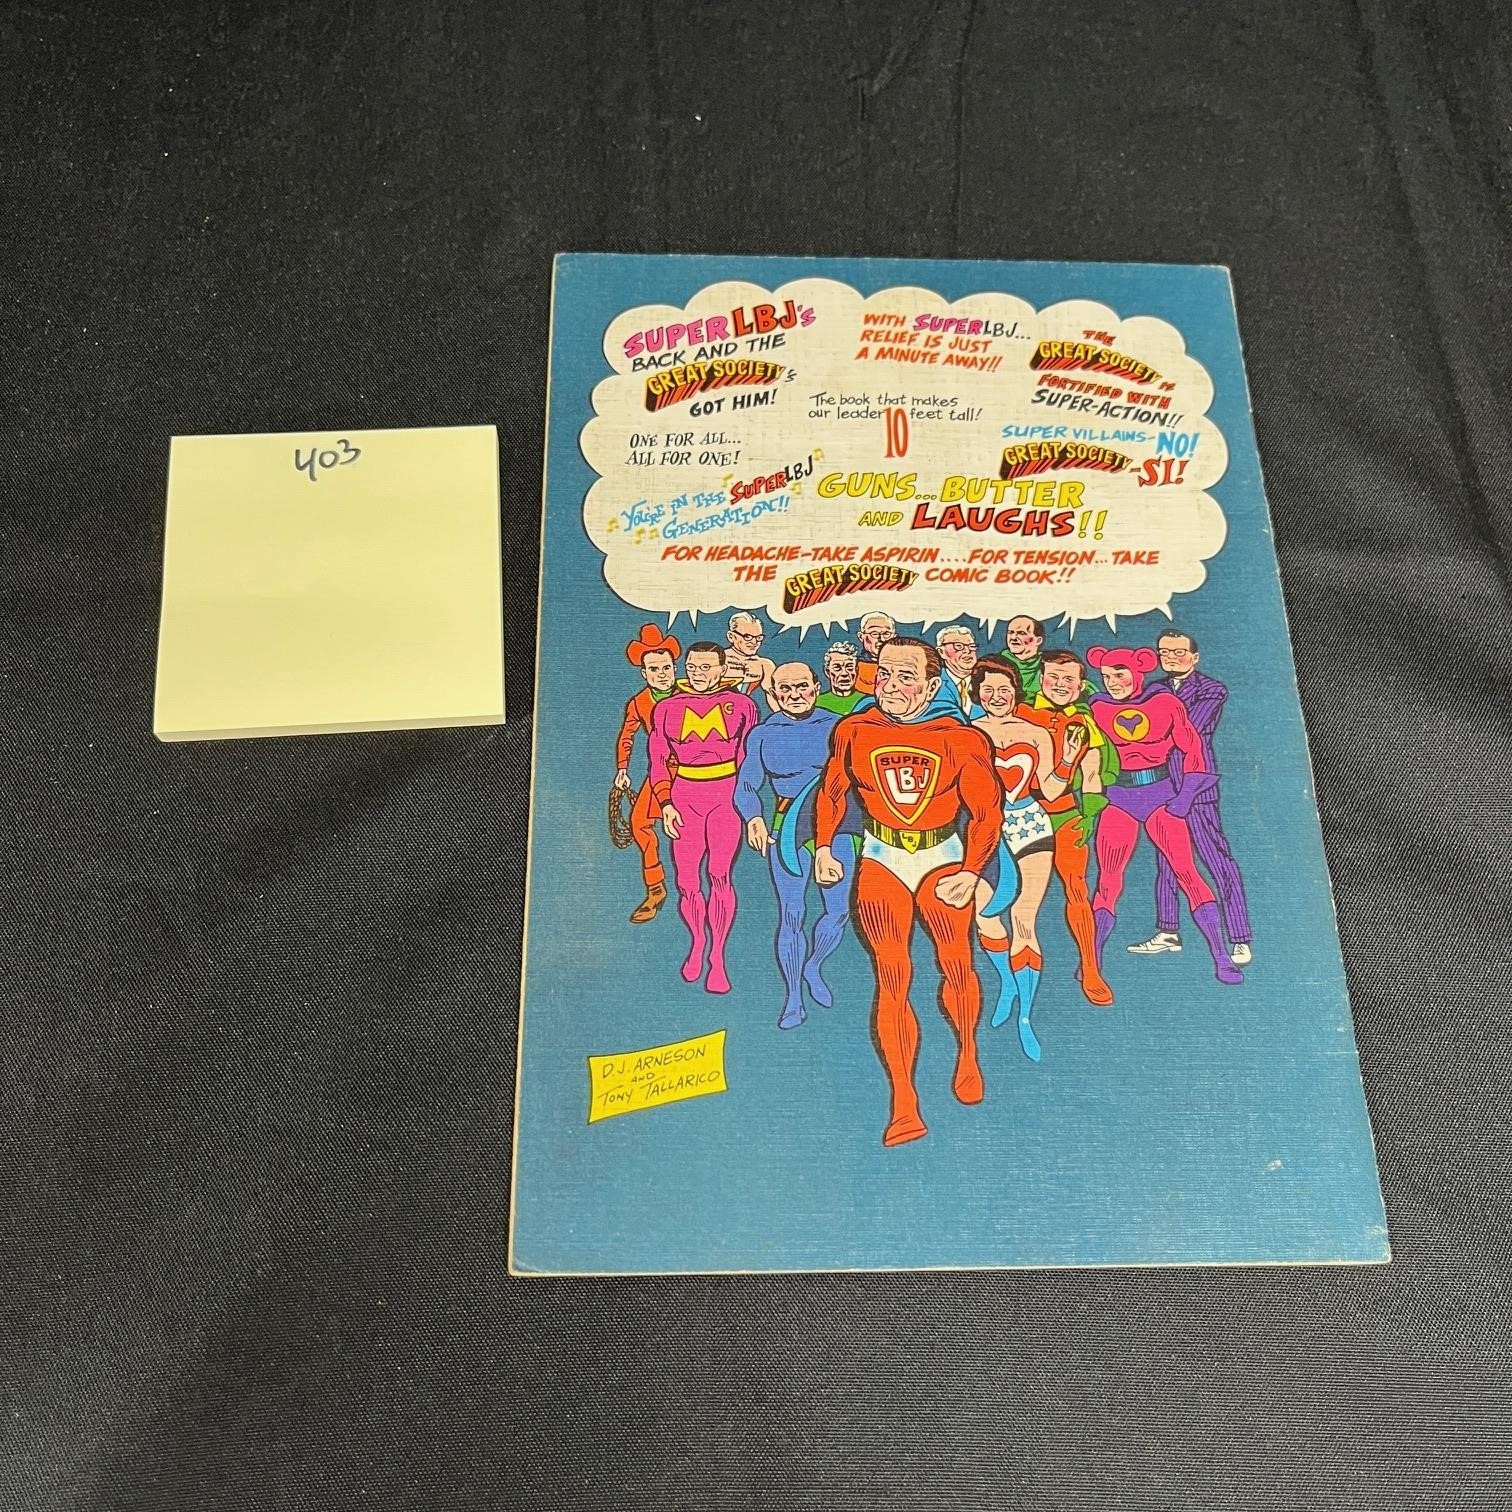 403
SUPER LBJ'S
BACK AND THE
GREAT SOCIETY'S
GOT HIM!
WITH SUPER LBJ...
RELIEF IS JUST
A MINUTE AWAY!!
THE
GREAT SOCIETY IS
FORTIFIED WITH
SUPER-ACTION!!
The book that makes
our leader 10 feet tall!
ONE FOR ALL...
ALL FOR ONE!
SUPER VILLAINS-NO!
GREAT SOCIETY-SI!
YOU'RE IN THE SUPER LBJ
GENERATION!!
GUNS...BUTTER
AND LAUGHS!!
FOR HEADACHE-TAKE ASPIRIN....FOR TENSION...TAKE
THE GREAT SOCIETY COMIC BOOK!!
MC
SUPER
LBJ
LBJ
D.J. ARNESON
AND
TONY TALLARICO